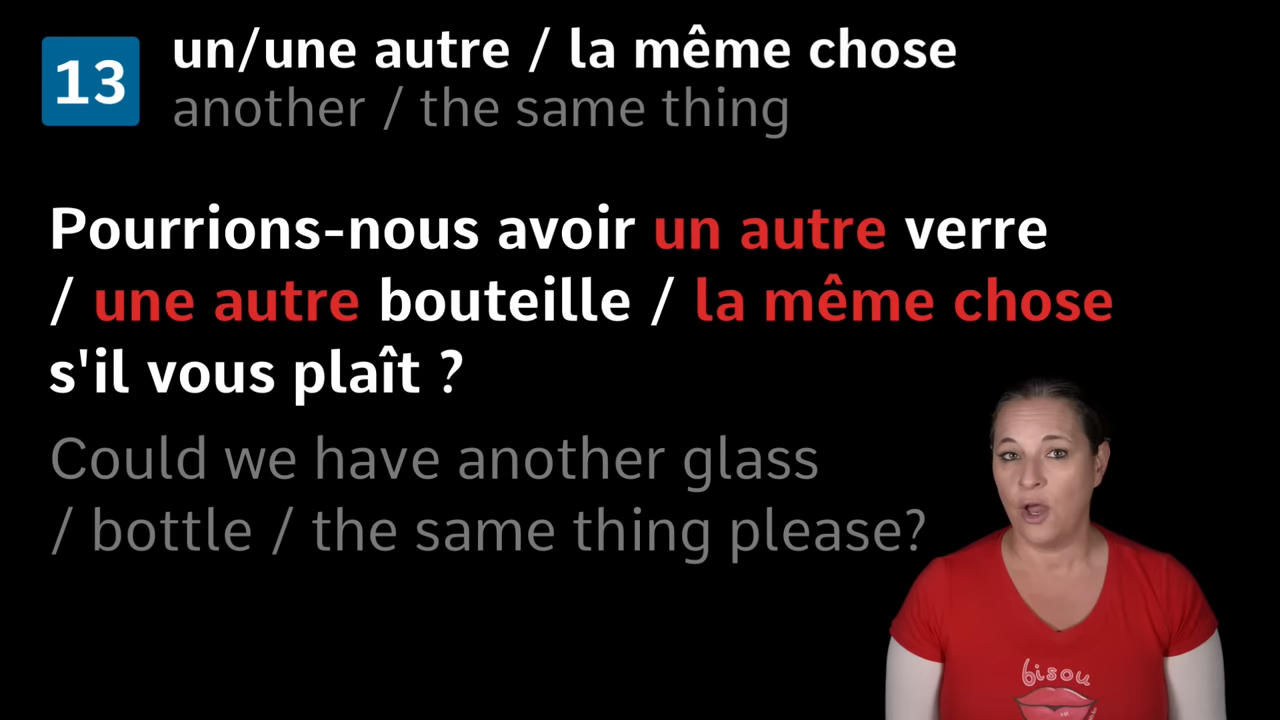 13
un/une autre / la même chose
another / the same thing
Pourrions-nous avoir un autre verre
/ une autre bouteille / la même chose
s'il vous plaît ?
Could we have another glass
/ bottle / the same thing please?
bisou